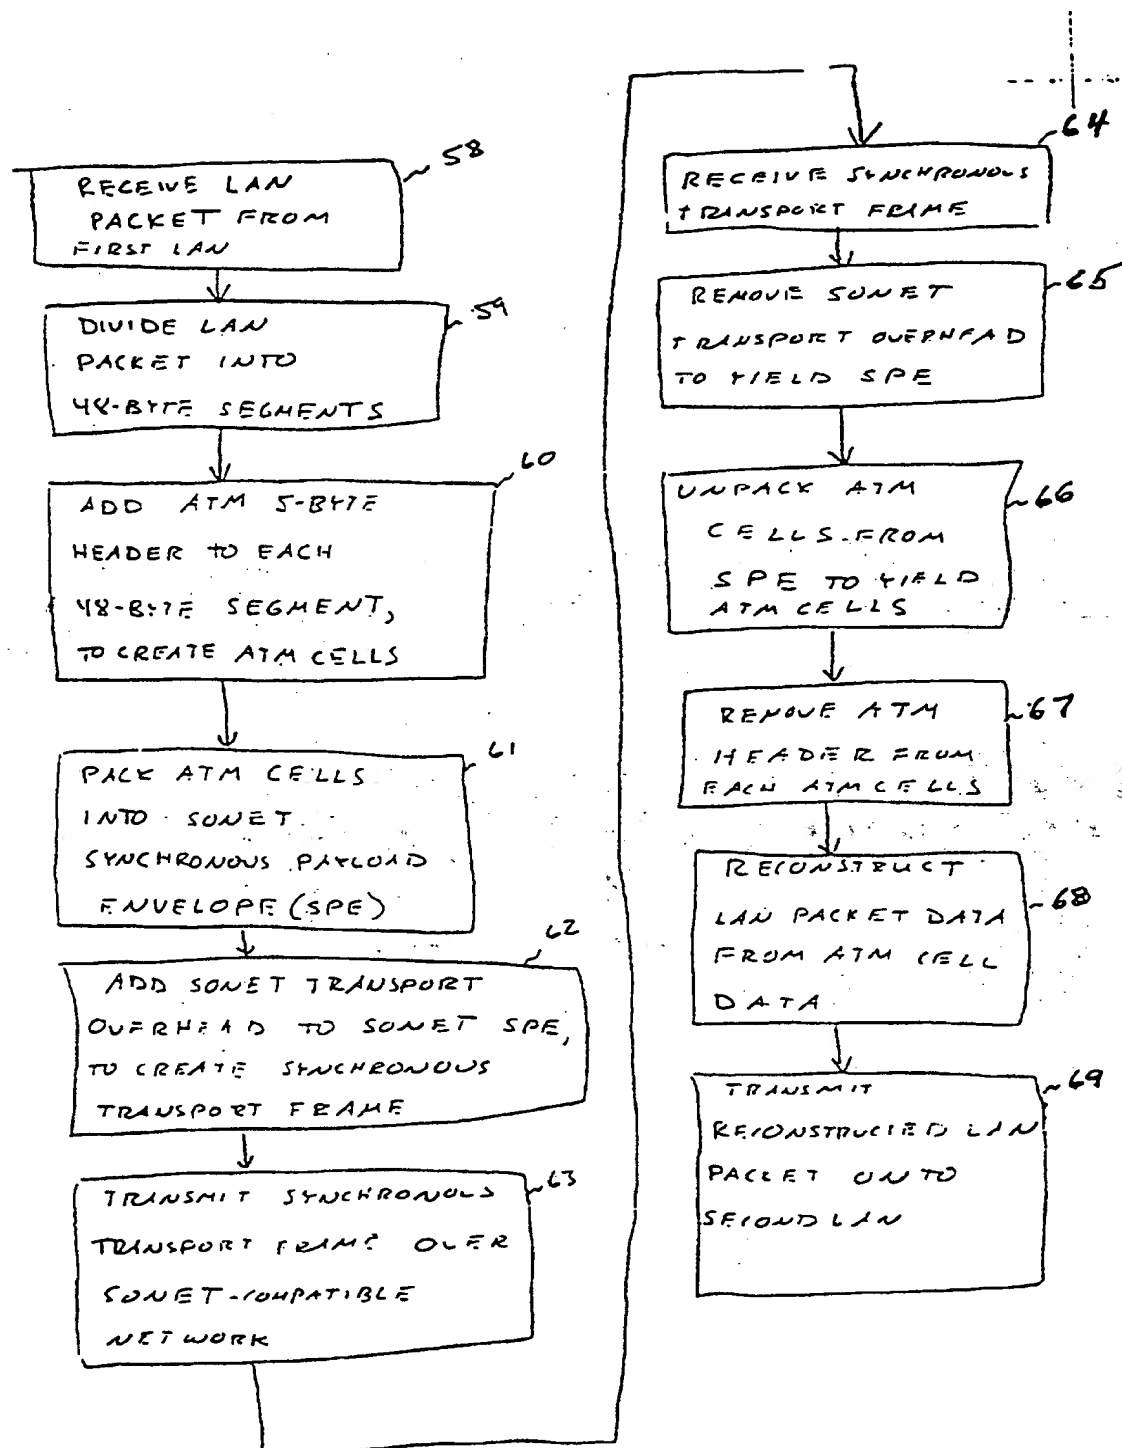 58
RECEIVE LAN
PACKET FROM
FIRST LAN
59
DIVIDE LAN
PACKET INTO
48-BYTE SEGMENTS
60
ADD ATM 5-BYTE
HEADER TO EACH
48-BYTE SEGMENT,
TO CREATE ATM CELLS
61
PACK ATM CELLS
INTO SONET
SYNCHRONOUS PAYLOAD
ENVELOPE (SPE)
62
ADD SONET TRANSPORT
OVERHEAD TO SONET SPE,
TO CREATE SYNCHRONOUS
TRANSPORT FRAME
63
TRANSMIT SYNCHRONOUS
TRANSPORT FRAME OVER
SONET-COMPATIBLE
NETWORK
64
RECEIVE SYNCHRONOUS
TRANSPORT FRAME
65
REMOVE SONET
TRANSPORT OVERHEAD
TO YIELD SPE
66
UNPACK ATM
CELLS FROM
SPE TO YIELD
ATM CELLS
67
REMOVE ATM
HEADER FROM
EACH ATM CELLS
68
RECONSTRUCT
LAN PACKET DATA
FROM ATM CELL
DATA
69
TRANSMIT
RECONSTRUCTED LAN
PACKET ON TO
SECOND LAN